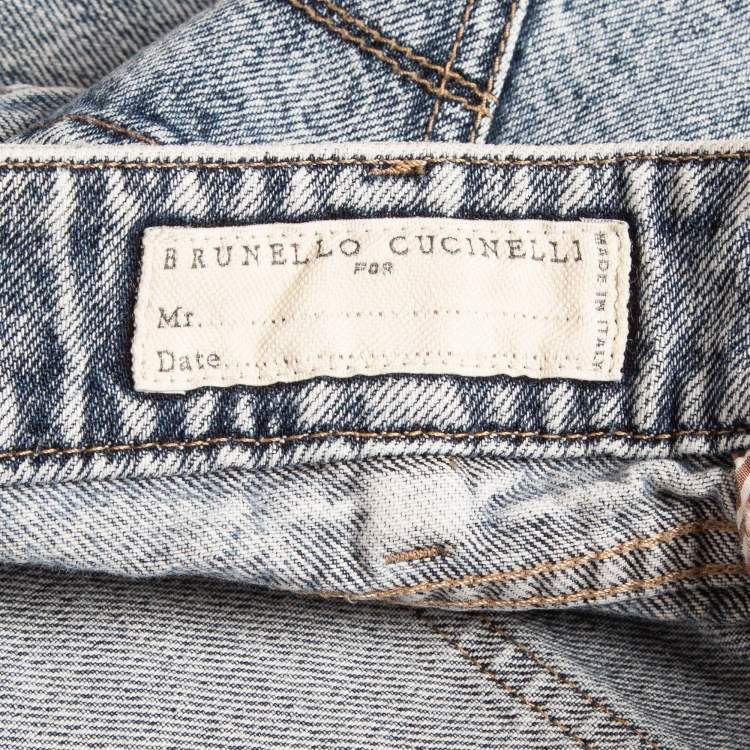 BRUNELLO CUCINELLI
FOR
Mr.
Date
MADE IN ITALY